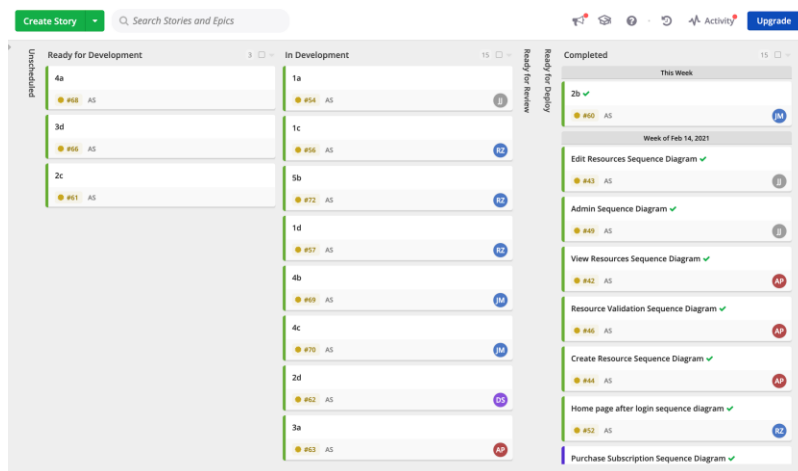 Create Story
Search Stories and Epics
Activity
Upgrade
Unscheduled
Ready for Development
3
4a
#68 AS
3d
#66 AS
2c
#61 AS
In Development
15
1a
#54 AS
JJ
1c
#56 AS
RZ
5b
#72 AS
RZ
1d
#57 AS
RZ
4b
#69 AS
JM
4c
#70 AS
JM
2d
#62 AS
DS
3a
#63 AS
AP
Ready for Review
Ready for Deploy
Completed
15
This Week
2b
#60 AS
JM
Week of Feb 14, 2021
Edit Resources Sequence Diagram
#43 AS
JJ
Admin Sequence Diagram
#49 AS
JJ
View Resources Sequence Diagram
#42 AS
AP
Resource Validation Sequence Diagram
#46 AS
AP
Create Resource Sequence Diagram
#44 AS
AP
Home page after login sequence diagram
#52 AS
RZ
Purchase Subscription Sequence Diagram